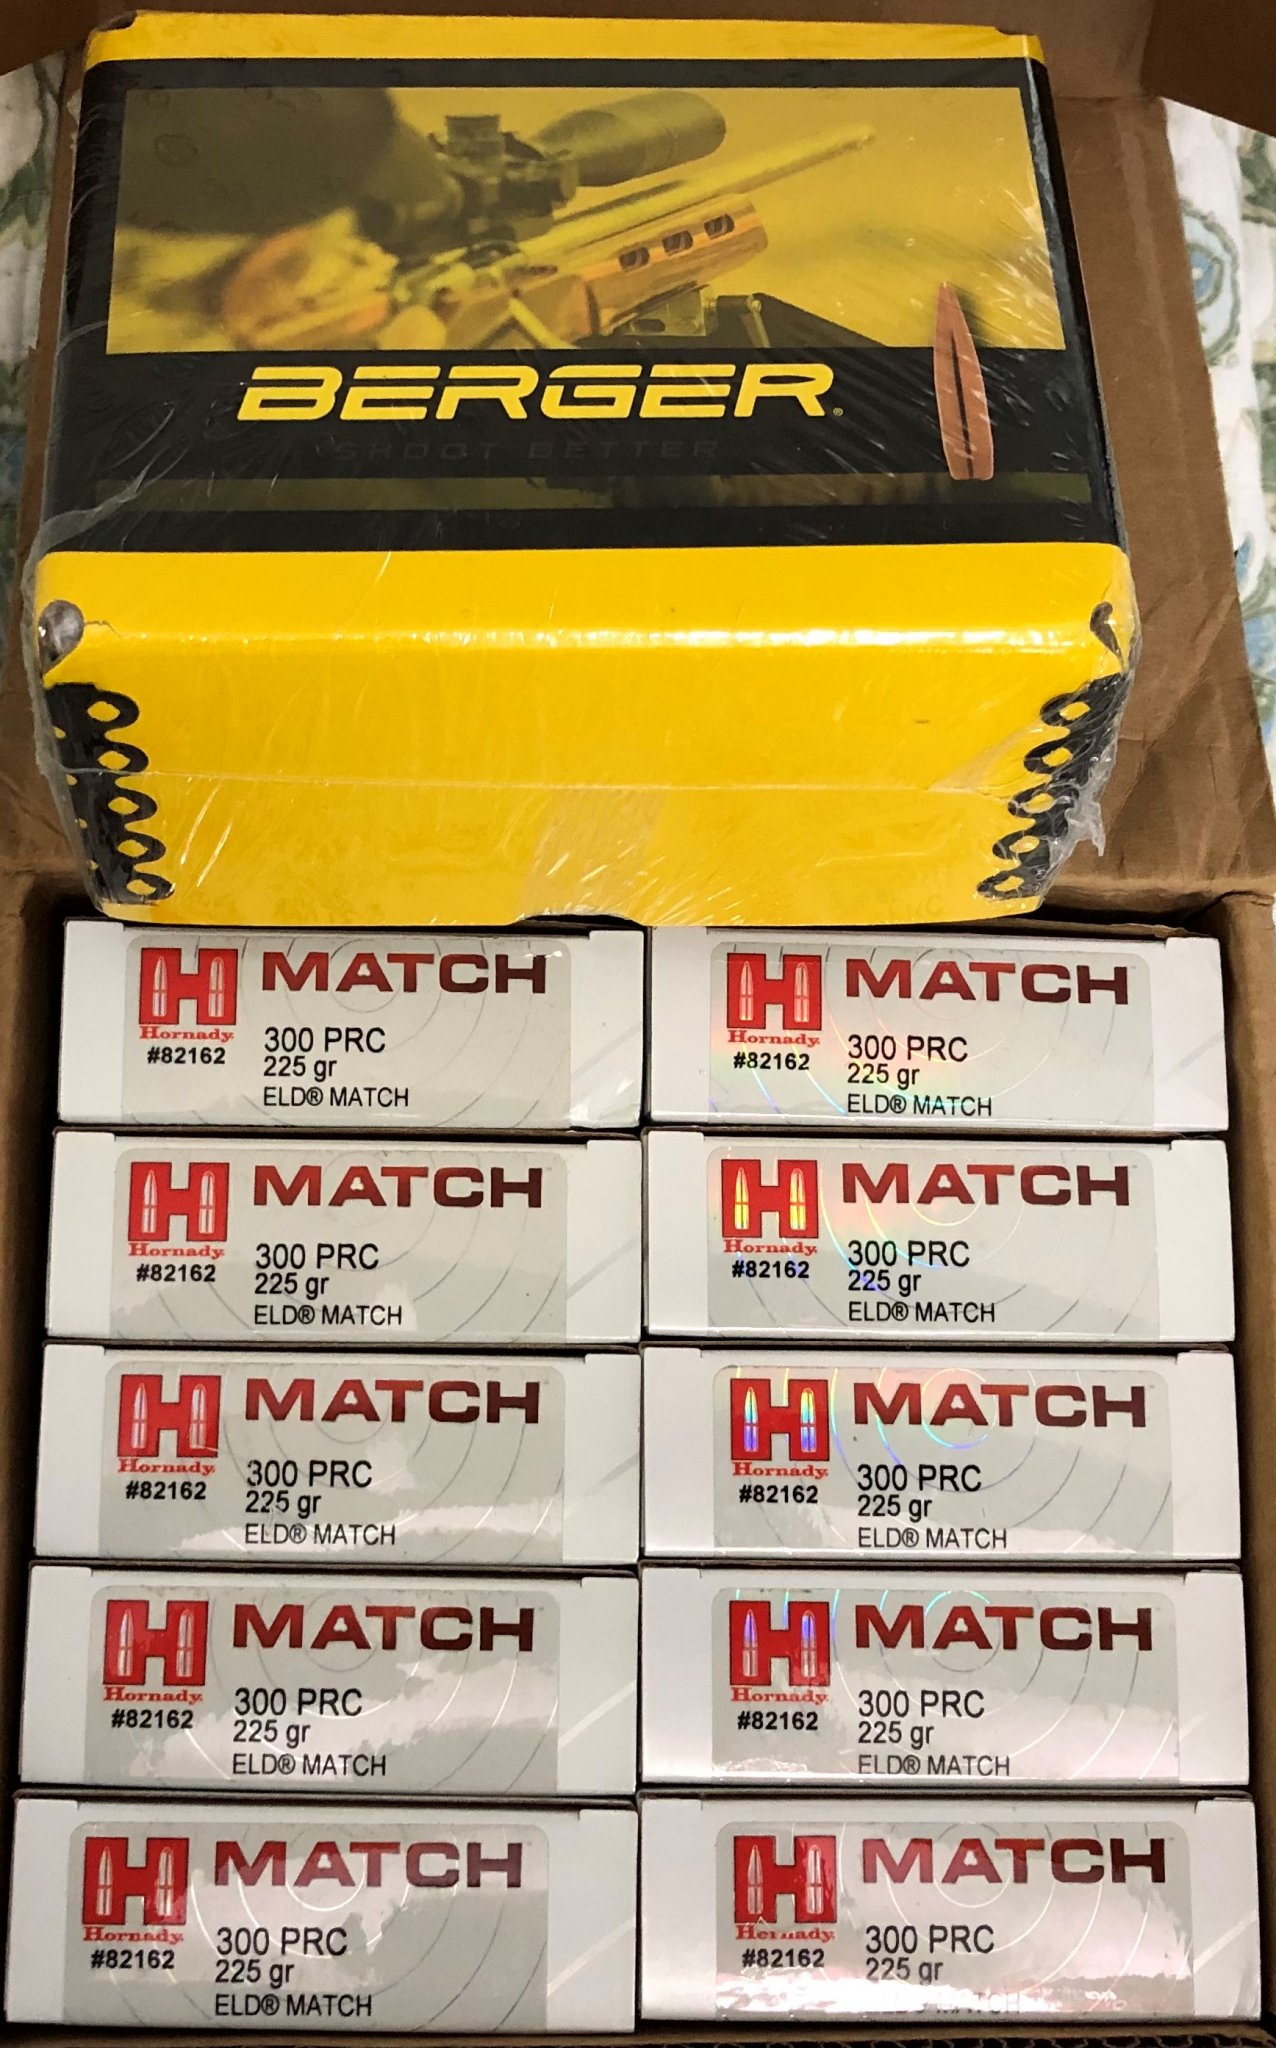 BERGER
SHOOT BETTER
MATCH
Hornady
#82162
300 PRC
225 gr
ELD® MATCH
MATCH
Hornady
#82162
300 PRC
225 gr
ELD® MATCH
MATCH
Hornady
#82162
300 PRC
225 gr
ELD® MATCH
MATCH
Hornady
#82162
300 PRC
225 gr
ELD® MATCH
MATCH
Hornady
#82162
300 PRC
225 gr
ELD® MATCH
MATCH
Hornady
#82162
300 PRC
225 gr
ELD® MATCH
MATCH
Hornady
#82162
300 PRC
225 gr
ELD® MATCH
MATCH
Hornady
#82162
300 PRC
225 gr
ELD® MATCH
MATCH
Hornady
#82162
300 PRC
225 gr
ELD® MATCH
MATCH
Hornady
#82162
300 PRC
225 gr
ELD® MATCH